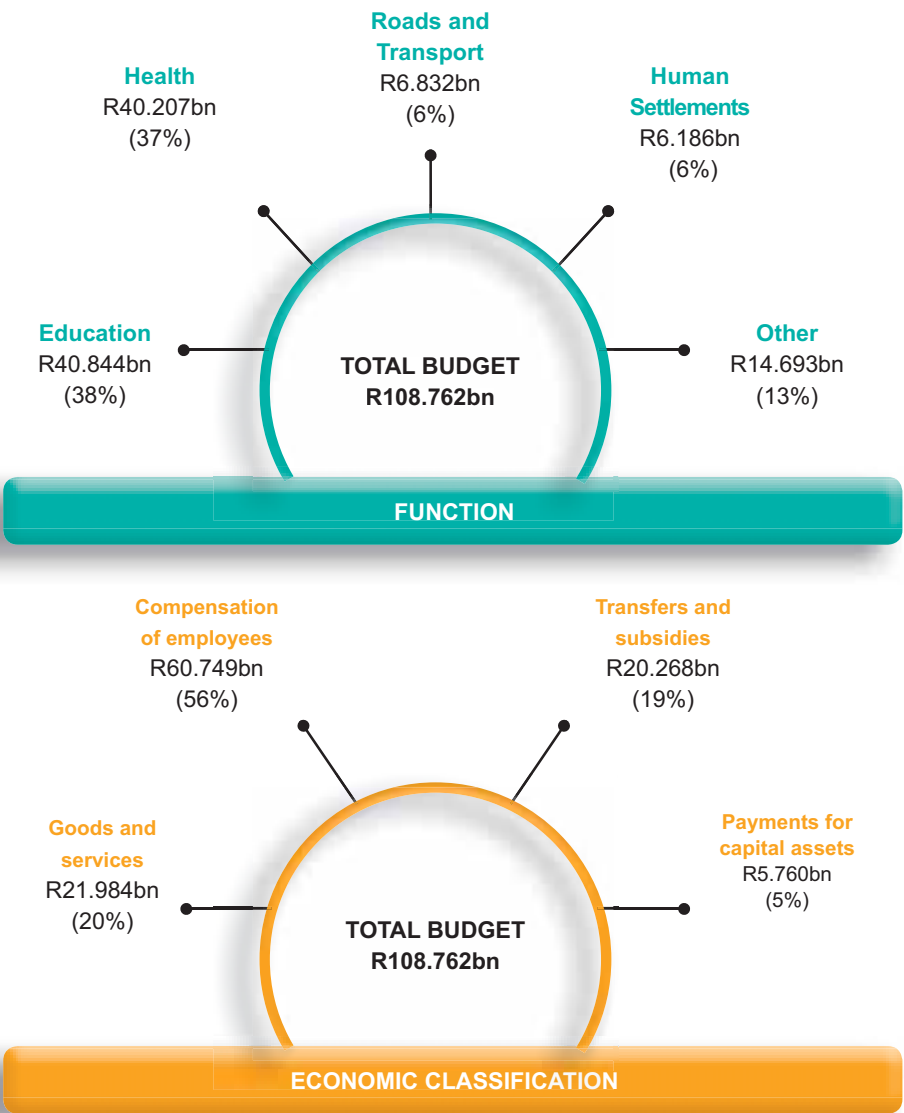 Roads and
Transport
R6.832bn
(6%)
Health
R40.207bn
(37%)
Human
Settlements
R6.186bn
(6%)
Education
R40.844bn
(38%)
TOTAL BUDGET
R108.762bn
Other
R14.693bn
(13%)
FUNCTION
Compensation
of employees
R60.749bn
(56%)
Transfers and
subsidies
R20.268bn
(19%)
Goods and
services
R21.984bn
(20%)
Payments for
capital assets
R5.760bn
(5%)
TOTAL BUDGET
R108.762bn
ECONOMIC CLASSIFICATION